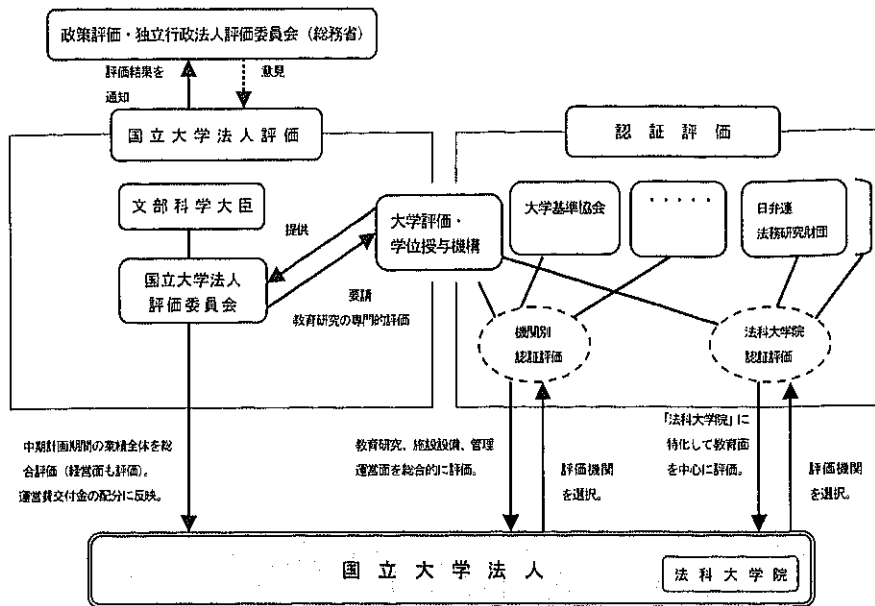 政策評価・独立行政法人評価委員会（総務省）
評価結果を
通知
意見
国立大学法人評価
認証評価
文部科学大臣
提供
大学評価・
学位授与機構
大学基準協会
・・・・・
日弁連
法務研究財団
国立大学法人
評価委員会
要請
教育研究の専門的評価
機関別
認証評価
法科大学院
認証評価
中期計画期間の業績全体を総
合評価（経営面も評価）。
運営費交付金の配分に反映。
教育研究、施設設備、管理
運営面を総合的に評価。
評価機関
を選択。
「法科大学院」に
特化して教育面
を中心に評価。
評価機関
を選択。
国立大学法人
法科大学院